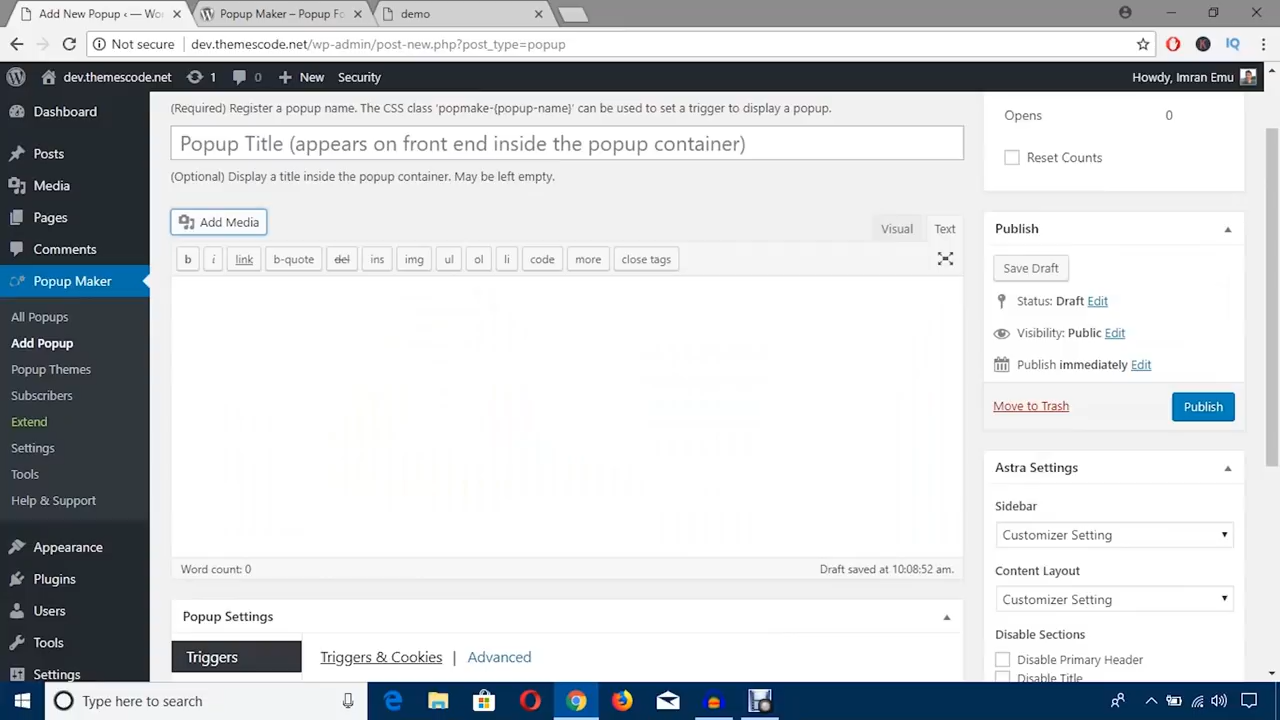 Add New Popup ‹ — Wor
Popup Maker – Popup Fo
demo
Not secure
dev.themescode.net/wp-admin/post-new.php?post_type=popup
IQ
dev.themescode.net
1
0
New
Security
Howdy, Imran Emu
Dashboard
Posts
Media
Pages
Comments
Popup Maker
All Popups
Add Popup
Popup Themes
Subscribers
Extend
Settings
Tools
Help & Support
Appearance
Plugins
Users
Tools
Settings
(Required) Register a popup name. The CSS class 'popmake-{popup-name}' can be used to set a trigger to display a popup.
Popup Title (appears on front end inside the popup container)
(Optional) Display a title inside the popup container. May be left empty.
Add Media
Visual
Text
b
i
link
b-quote
del
ins
img
ul
ol
li
code
more
close tags
Word count: 0
Draft saved at 10:08:52 am.
Popup Settings
Triggers
Triggers & Cookies | Advanced
Opens 0
Reset Counts
Publish
Save Draft
Status: Draft Edit
Visibility: Public Edit
Publish immediately Edit
Move to Trash
Publish
Astra Settings
Sidebar
Customizer Setting
Content Layout
Customizer Setting
Disable Sections
Disable Primary Header
Disable Title
Type here to search